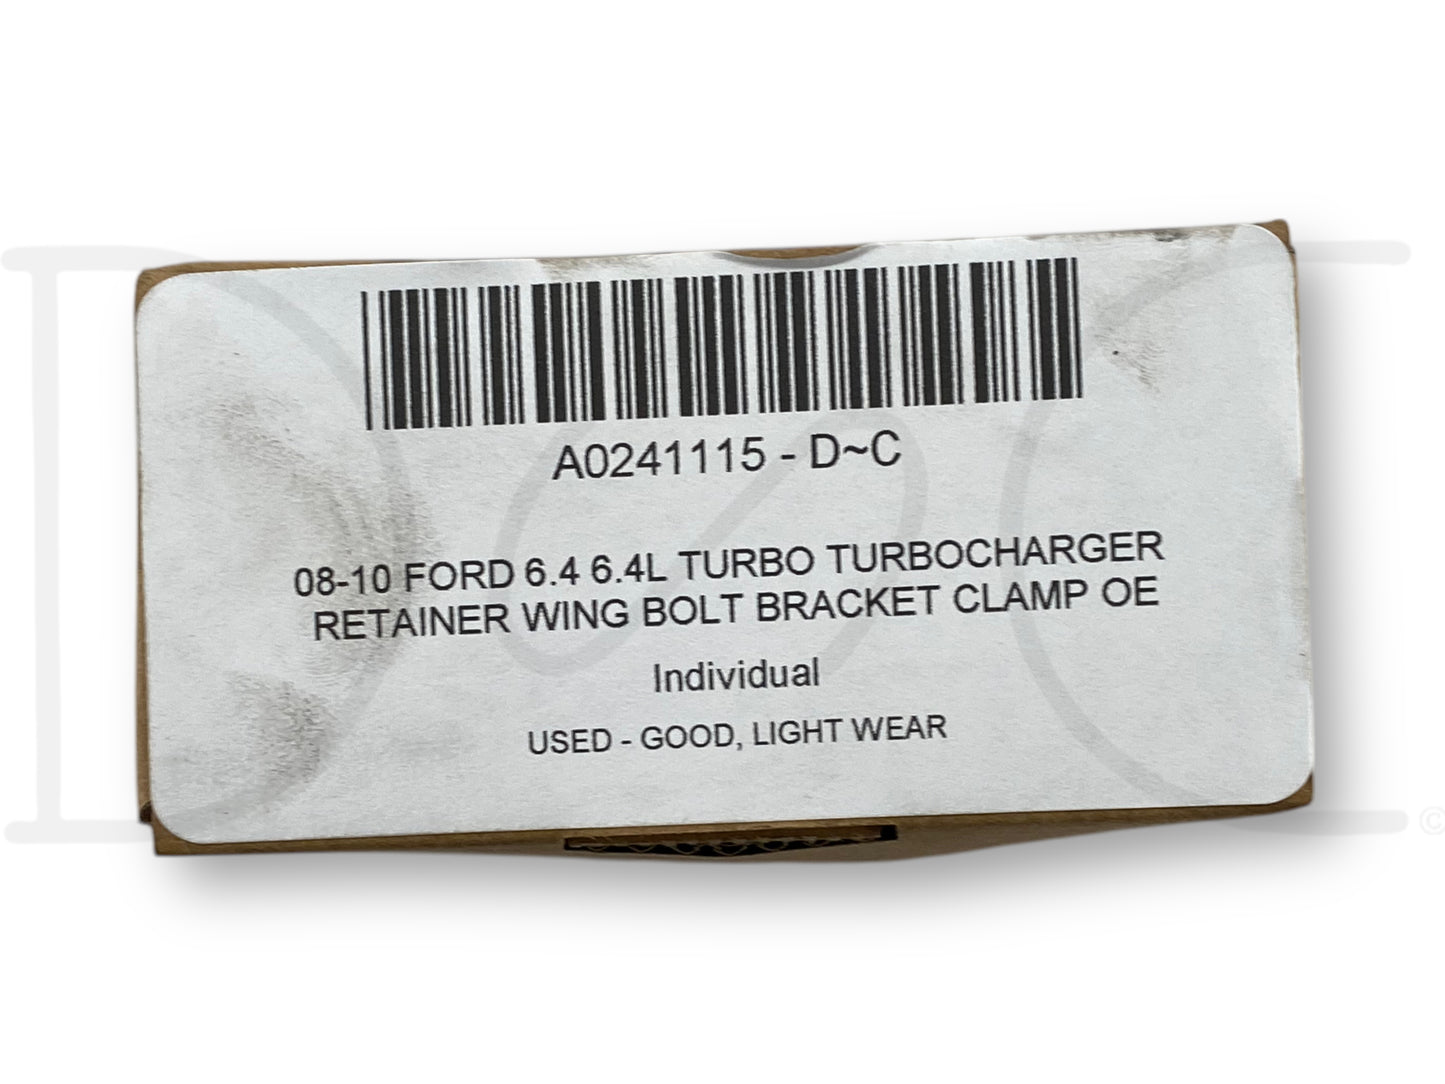 A0241115 - D~C
08-10 FORD 6.4 6.4L TURBO TURBOCHARGER
RETAINER WING BOLT BRACKET CLAMP OE
Individual
USED - GOOD, LIGHT WEAR
D~C
©